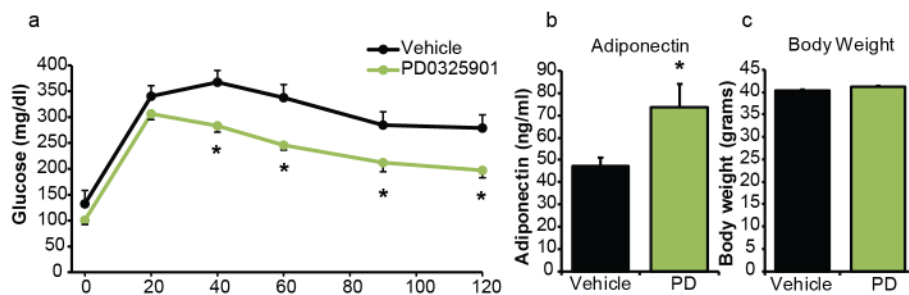 a
Vehicle
PD0325901
Glucose (mg/dl)
400
350
300
250
200
150
100
50
0
* * * *
0 20 40 60 80 100 120
b
Adiponectin
Adiponectin (ng/ml)
90
80
70
60
50
40
30
20
10
0
*
Vehicle PD
c
Body Weight
Body weight (grams)
45
40
35
30
25
20
15
10
5
0
Vehicle PD